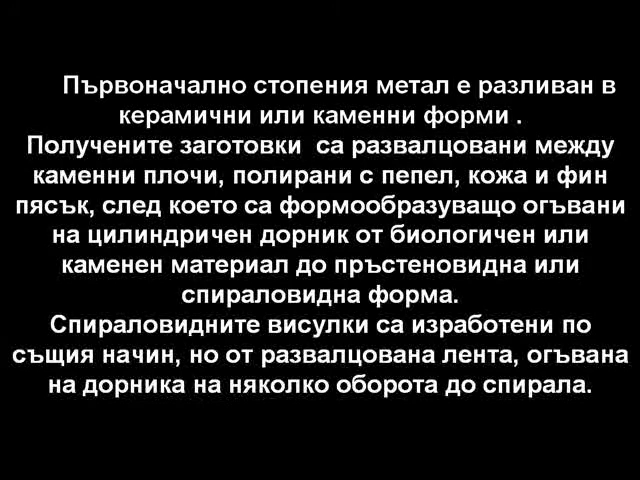 Първоначално стопения метал е разливан в
керамични или каменни форми .
Получените заготовки са развалцовани между
каменни плочи, полирани с пепел, кожа и фин
пясък, след което са формообразуващо огъвани
на цилиндричен дорник от биологичен или
каменен материал до пръстеновидна или
спираловидна форма.
Спираловидните висулки са изработени по
същия начин, но от развалцована лента, огъвана
на дорника на няколко оборота до спирала.